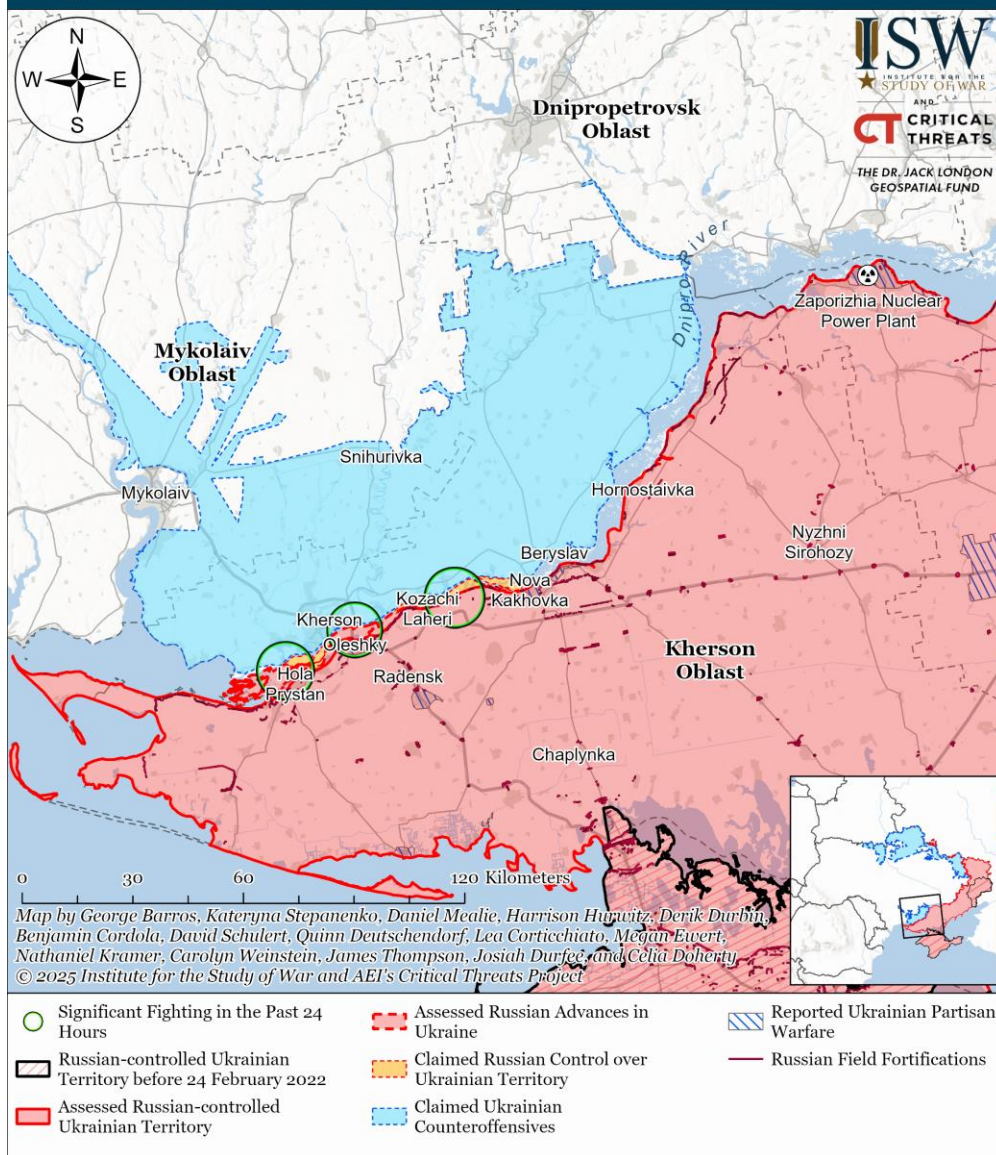 N
W E
S
ISW
INSTITUTE FOR THE
STUDY OF WAR
AND
CT CRITICAL
THREATS
THE DR. JACK LONDON
GEOSPATIAL FUND
Dnipropetrovsk
Oblast
Dnipro River
Zaporizhia Nuclear
Power Plant
Mykolaiv
Oblast
Snihurivka
Mykolaiv
Hornostaivka
Nyzhni
Sirohozy
Beryslav
Nova
Kakhovka
Kozachi
Laheri
Kherson
Oleshky
Kherson
Oblast
Hola
Prystan
Radensk
Chaplynka
0 30 60 120 Kilometers
Map by George Barros, Kateryna Stepanenko, Daniel Mealie, Harrison Hurwitz, Derik Durbin,
Benjamin Cordola, David Schulert, Quinn Deutschendorf, Lea Corticchiato, Megan Ewert,
Nathaniel Kramer, Carolyn Weinstein, James Thompson, Josiah Durfee, and Celia Doherty
© 2025 Institute for the Study of War and AEI's Critical Threats Project
Significant Fighting in the Past 24
Hours
Russian-controlled Ukrainian
Territory before 24 February 2022
Assessed Russian-controlled
Ukrainian Territory
Assessed Russian Advances in
Ukraine
Claimed Russian Control over
Ukrainian Territory
Claimed Ukrainian
Counteroffensives
Reported Ukrainian Partisan
Warfare
Russian Field Fortifications